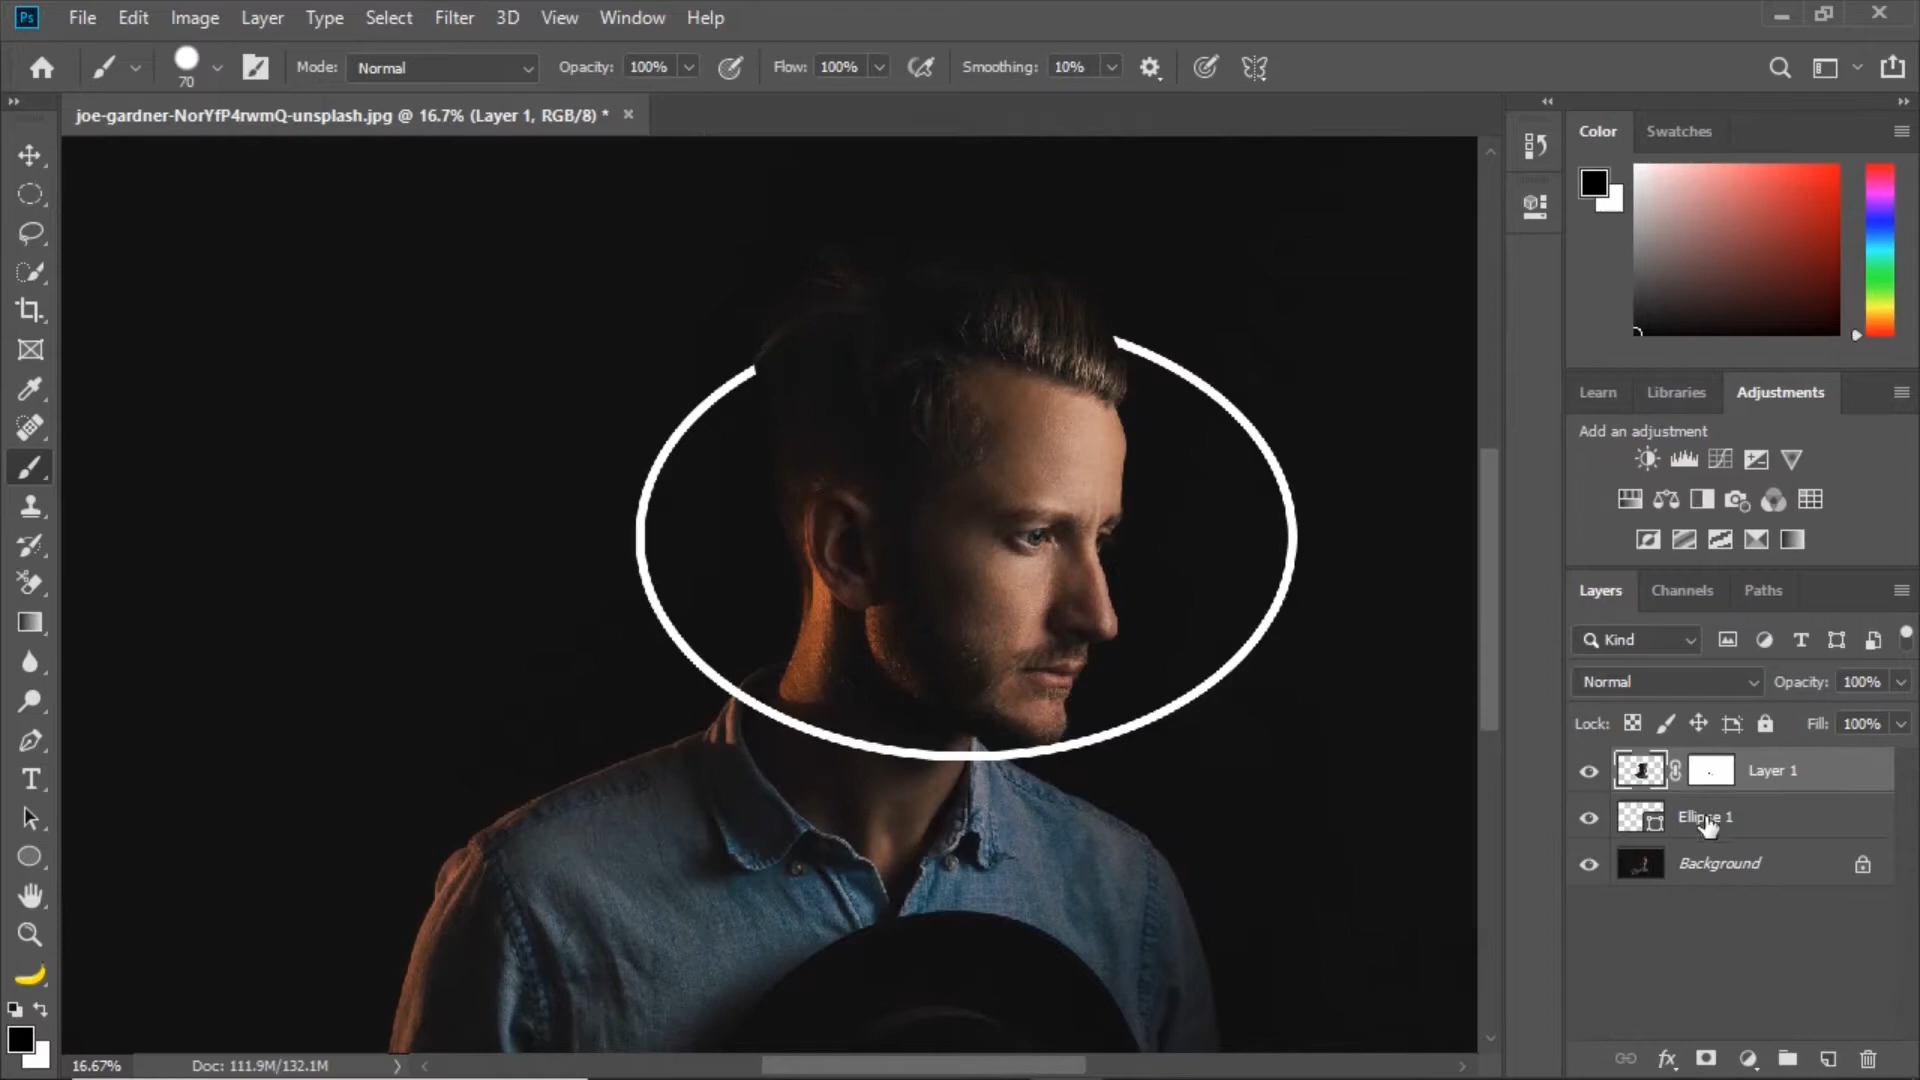 Ps File Edit Image Layer Type Select Filter 3D View Window Help
70 Mode: Normal Opacity: 100% Flow: 100% Smoothing: 10%
joe-gardner-NorYfP4rwmQ-unsplash.jpg @ 16.7% (Layer 1, RGB/8) *
Color Swatches
Learn Libraries Adjustments
Add an adjustment
Layers Channels Paths
Kind
Normal Opacity: 100%
Lock: Fill: 100%
Layer 1
Ellipse 1
Background
16.67% Doc: 111.9M/132.1M